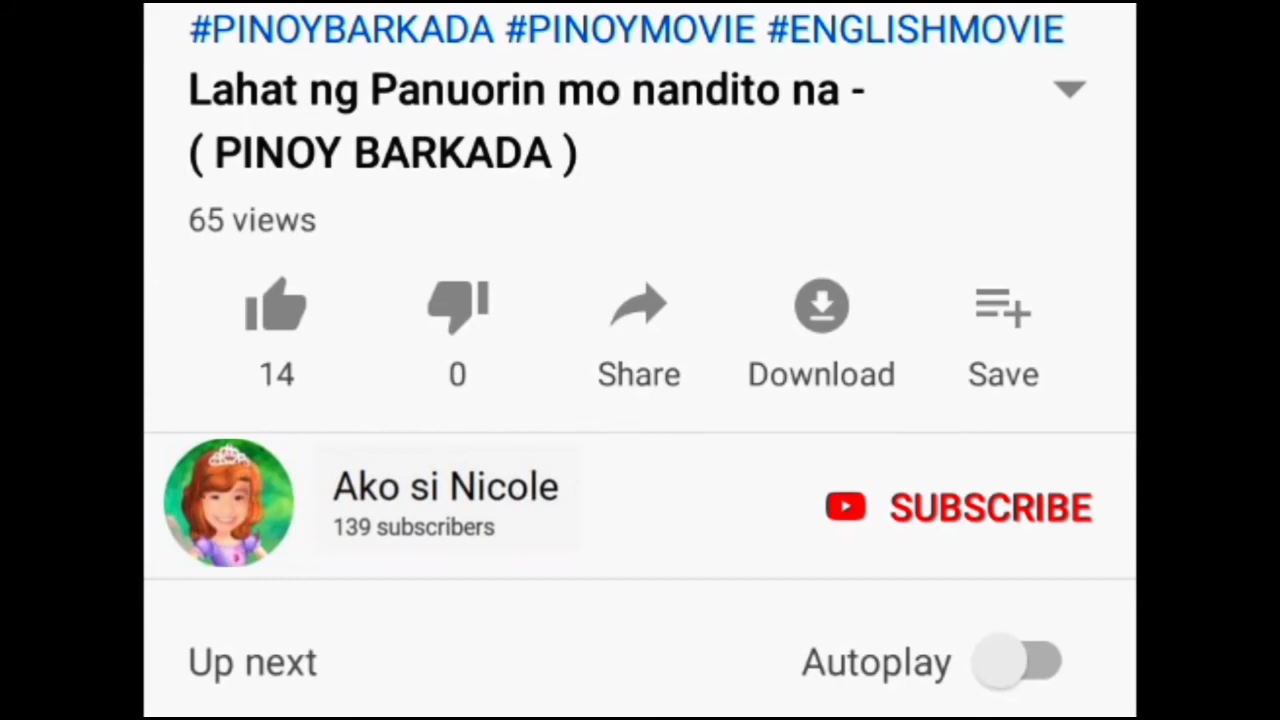 #PINOYBARKADA #PINOYMOVIE #ENGLISHMOVIE
Lahat ng Panuorin mo nandito na -
( PINOY BARKADA )
65 views
14 0 Share Download Save
Ako si Nicole
139 subscribers
SUBSCRIBE
Up next Autoplay